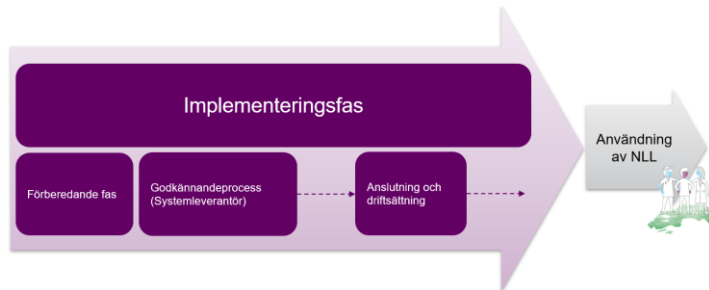 Implementeringsfas
Förberedande fas
Godkännandeprocess
(Systemleverantör)
Anslutning och
driftsättning
Användning
av NLL